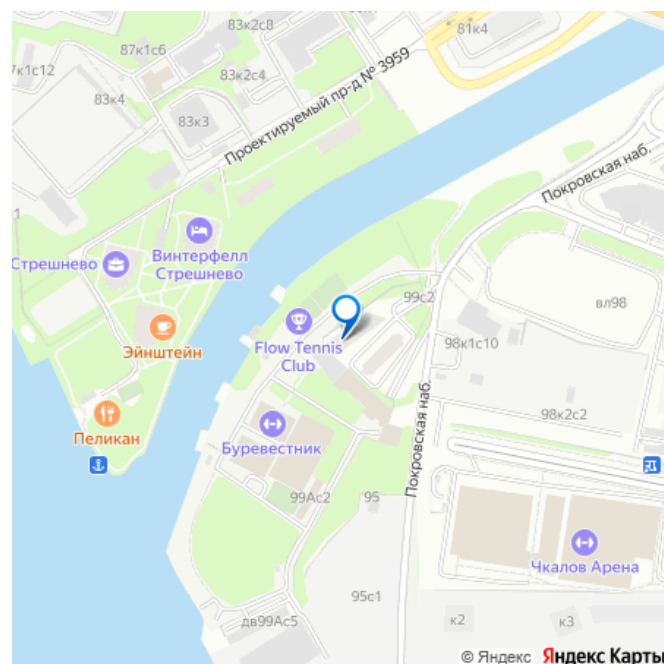 83к2с8
81к4
87к1с6
7к1с12
83к2с4
83к4
83к3
Проектируемый пр-д № 3959
Покровская наб.
1
Стрешнево
Винтерфелл
Стрешнево
99с2
вл98
Эйнштейн
Flow Tennis
Club
98к1с10
Покровская наб.
98к2с2
Пеликан
Буревестник
99Ас2
95
Чкалов Арена
95с1
дв99Ас5
к2
к3
© Яндекс Яндекс Карты